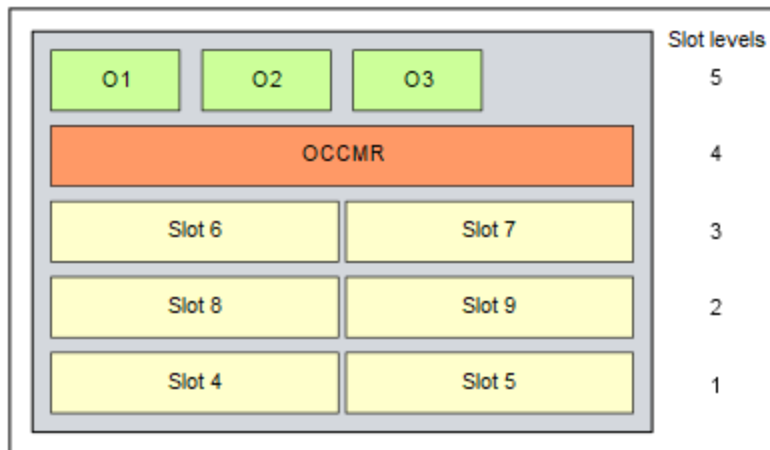 Slot levels
O1 O2 O3 5
OCCMR 4
Slot 6 Slot 7 3
Slot 8 Slot 9 2
Slot 4 Slot 5 1